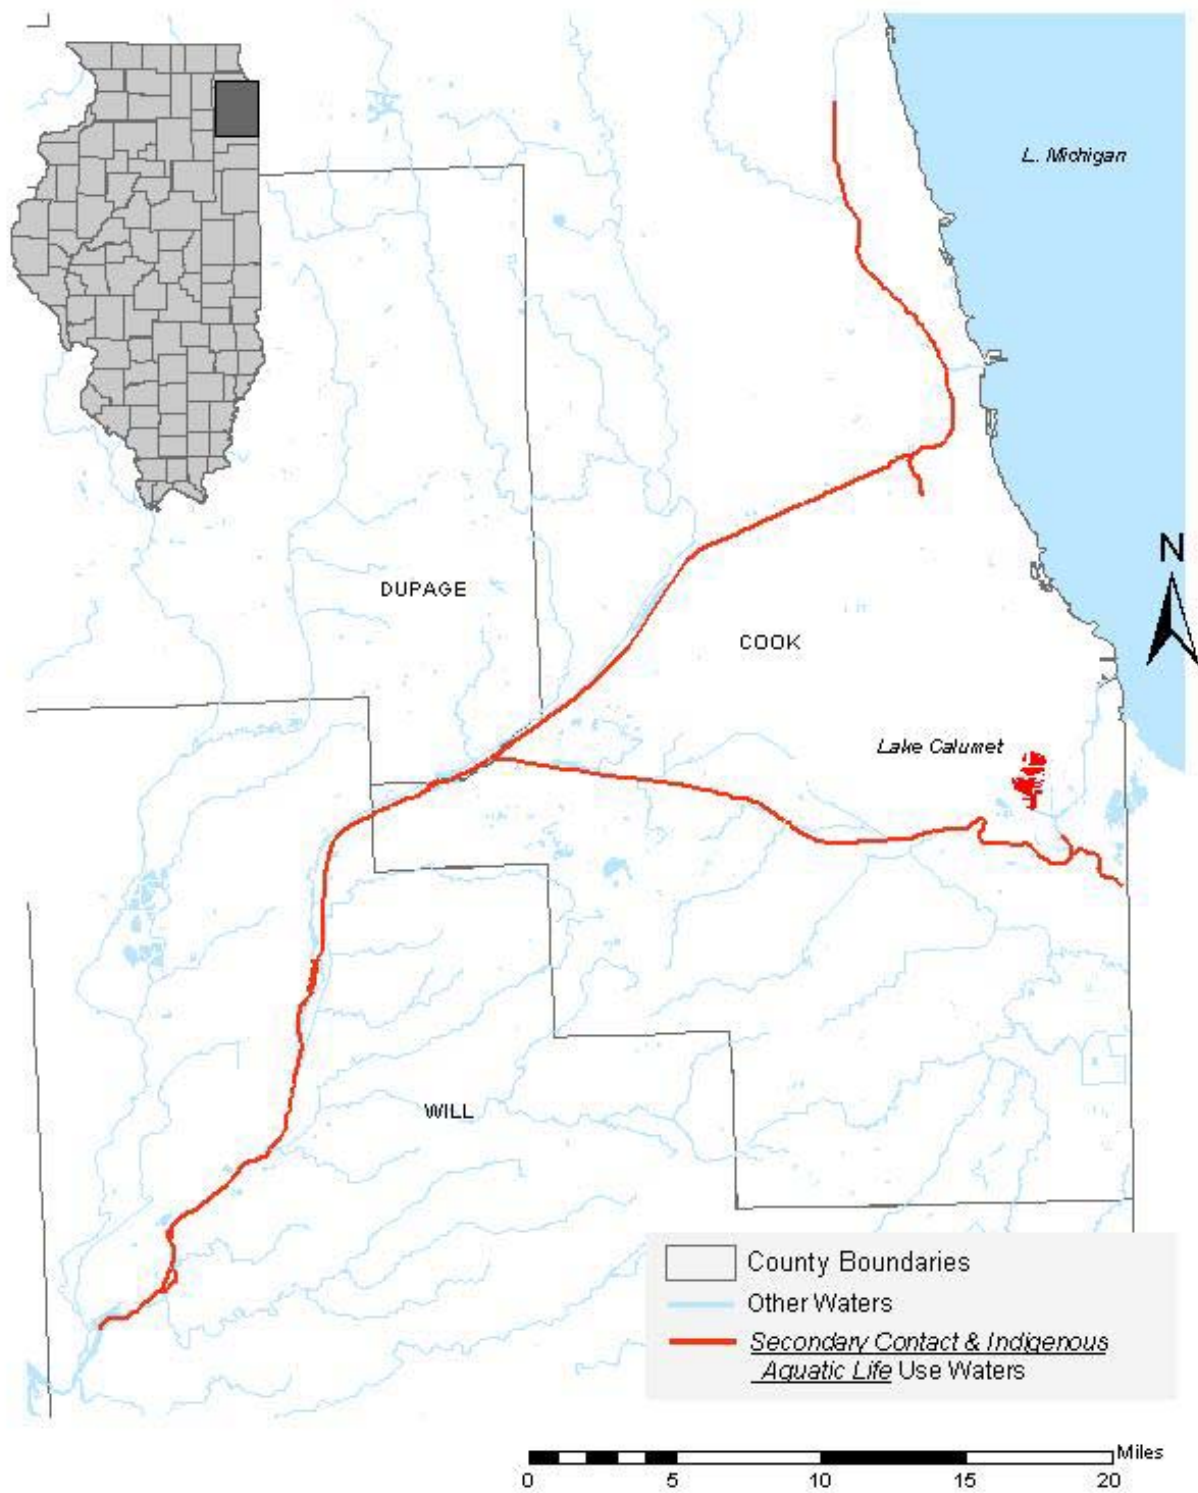 L. Michigan
N
DUPAGE
COOK
Lake Calumet
WILL
County Boundaries
Other Waters
Secondary Contact & Indigenous
Aquatic Life Use Waters
Miles
0 5 10 15 20